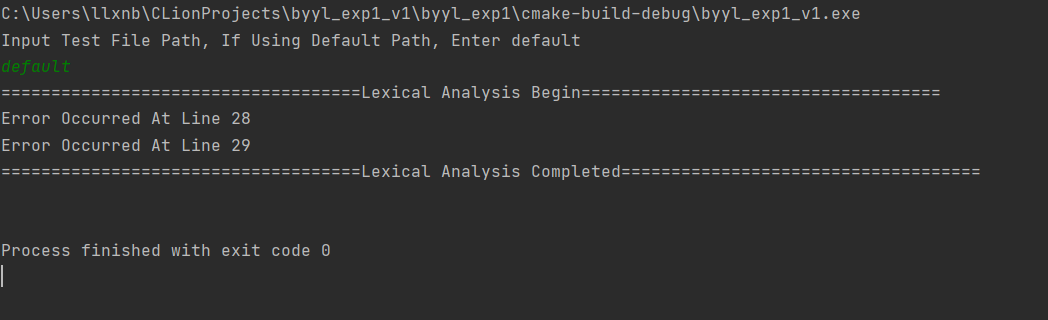 C:\Users\llxnb\CLionProjects\byyl_exp1_v1\byyl_exp1\cmake-build-debug\byyl_exp1_v1.exe
Input Test File Path, If Using Default Path, Enter default
default
====================================Lexical Analysis Begin====================================
Error Occurred At Line 28
Error Occurred At Line 29
====================================Lexical Analysis Completed====================================
Process finished with exit code 0